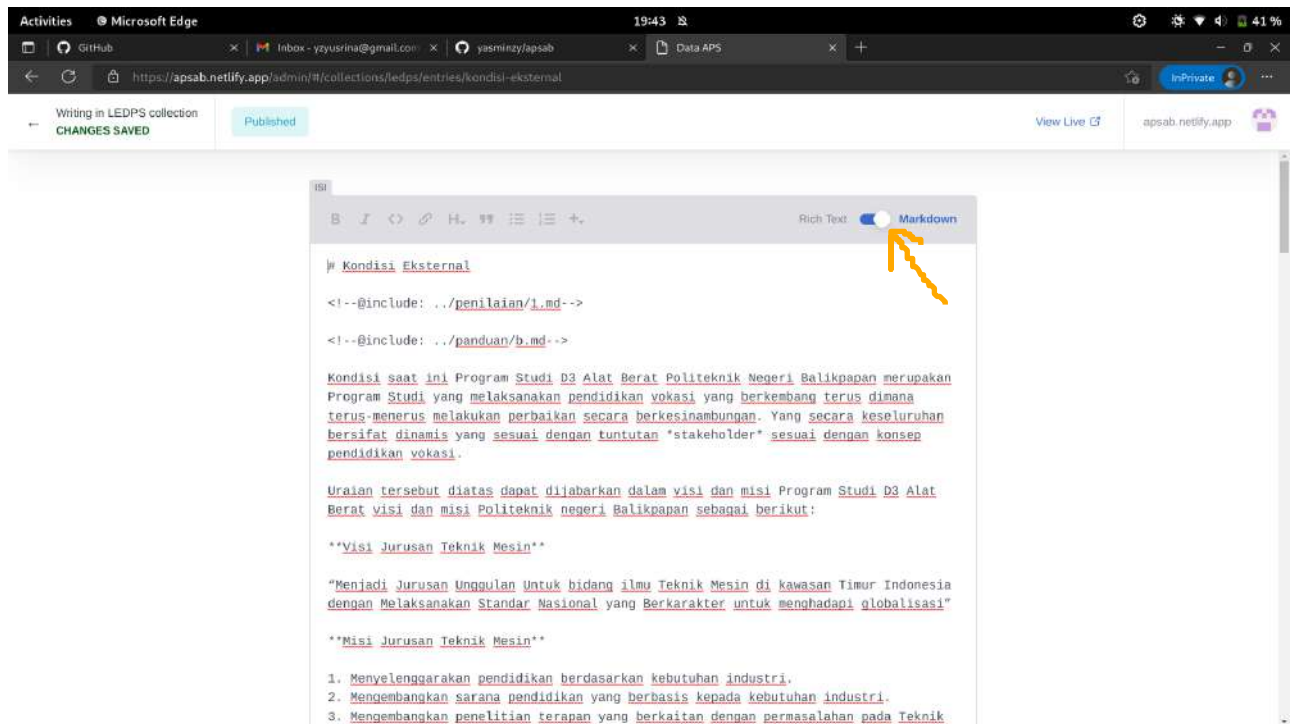 Activities Microsoft Edge 19:43 41 %
GitHub Inbox - yzyusrina@gmail.com yasminzy/apsab Data APS
https://apsab.netlify.app/admin/#/collections/ledps/entries/kondisi-eksternal InPrivate
Writing in LEDPS collection
CHANGES SAVED
Published
View Live
apsab.netlify.app
ISI
B I <> H Rich Text Markdown
# Kondisi Eksternal
<!--@include: ../penilaian/1.md-->
<!--@include: ../panduan/b.md-->
Kondisi saat ini Program Studi D3 Alat Berat Politeknik Negeri Balikpapan merupakan
Program Studi yang melaksanakan pendidikan vokasi yang berkembang terus dimana
terus-menerus melakukan perbaikan secara berkesinambungan. Yang secara keseluruhan
bersifat dinamis yang sesuai dengan tuntutan *stakeholder* sesuai dengan konsep
pendidikan vokasi.
Uraian tersebut diatas dapat dijabarkan dalam visi dan misi Program Studi D3 Alat
Berat visi dan misi Politeknik negeri Balikpapan sebagai berikut:
**Visi Jurusan Teknik Mesin**
“Menjadi Jurusan Unggulan Untuk bidang ilmu Teknik Mesin di kawasan Timur Indonesia
dengan Melaksanakan Standar Nasional yang Berkarakter untuk menghadapi globalisasi”
**Misi Jurusan Teknik Mesin**
1. Menyelenggarakan pendidikan berdasarkan kebutuhan industri.
2. Mengembangkan sarana pendidikan yang berbasis kepada kebutuhan industri.
3. Mengembangkan penelitian terapan yang berkaitan dengan permasalahan pada Teknik